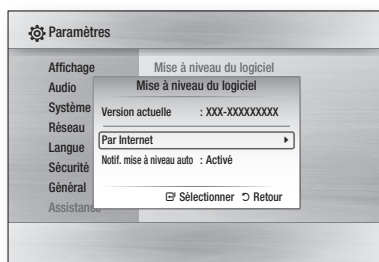 Paramètres
Affichage
Mise à niveau du logiciel
Audio
Mise à niveau du logiciel
Système
Version actuelle : XXX-XXXXXXXXX
Réseau
Par Internet
Langue
Notif. mise à niveau auto : Activé
Sécurité
Général
Sélectionner Retour
Assistance